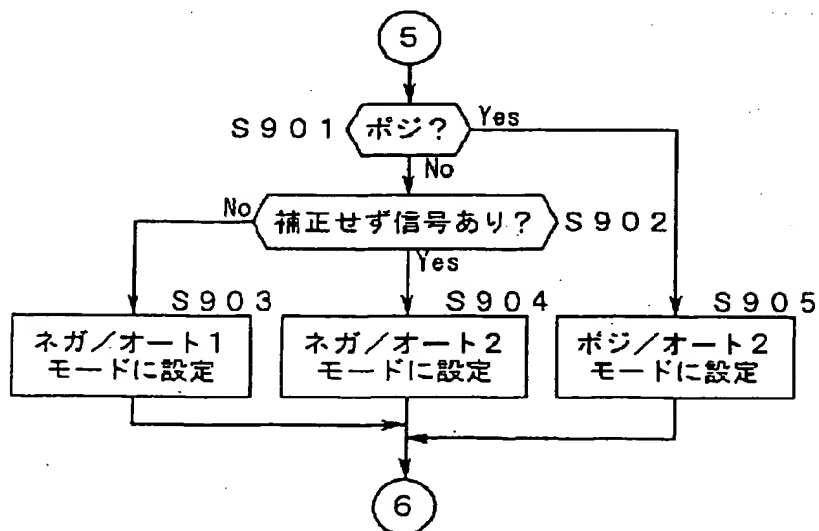 5
S901 ポジ? Yes
No
No 補正せず信号あり? S902
Yes
S903 S904 S905
ネガ/オート1 ネガ/オート2 ポジ/オート2
モードに設定 モードに設定 モードに設定
6